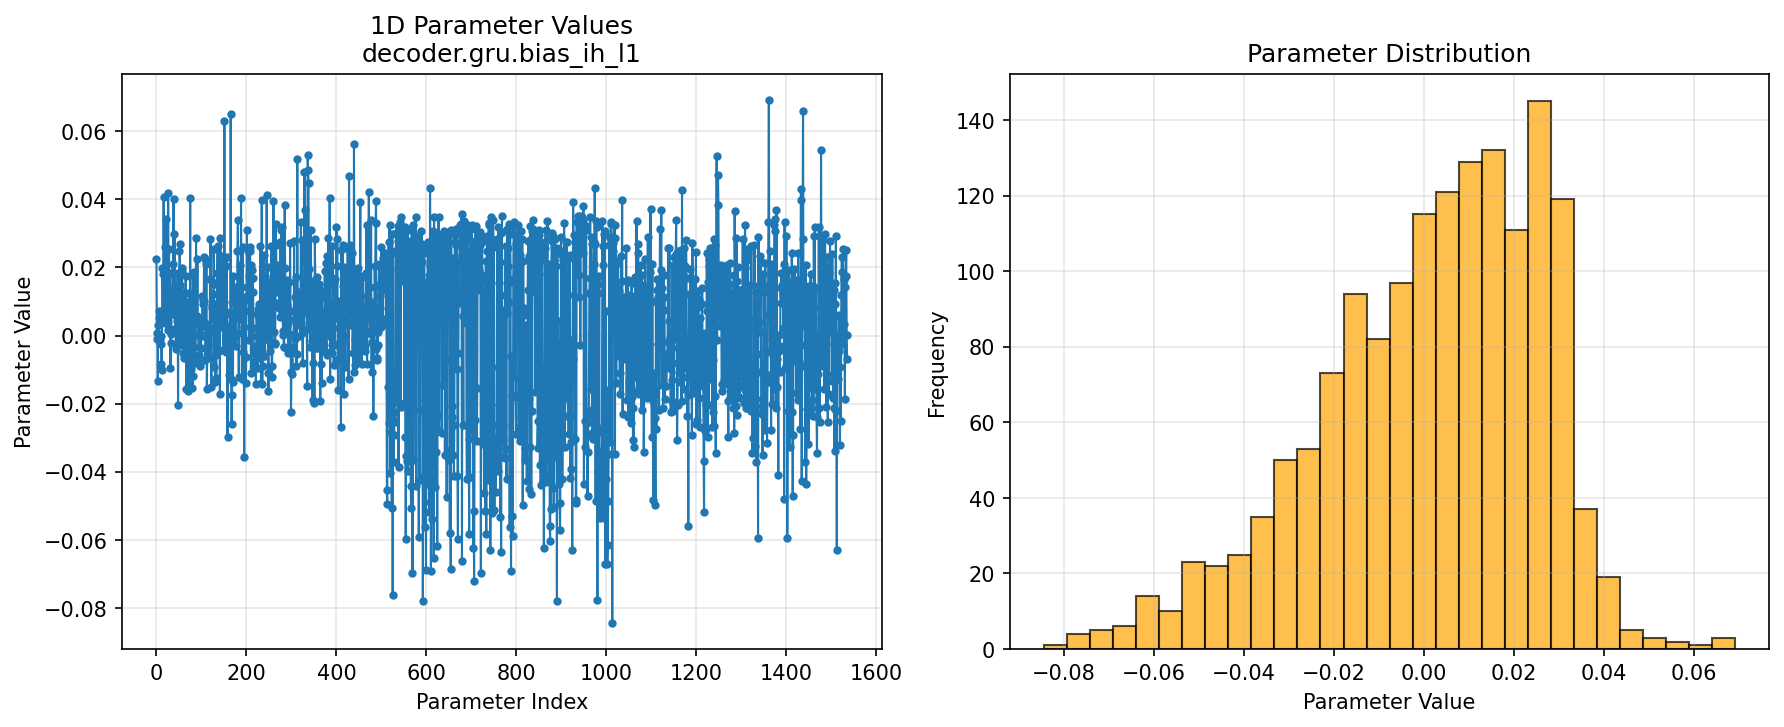 1D Parameter Values
decoder.gru.bias_ih_l1
Parameter Value
0.06
0.04
0.02
0.00
−0.02
−0.04
−0.06
−0.08
0 200 400 600 800 1000 1200 1400 1600
Parameter Index
Parameter Distribution
Frequency
140
120
100
80
60
40
20
0
−0.08 −0.06 −0.04 −0.02 0.00 0.02 0.04 0.06
Parameter Value